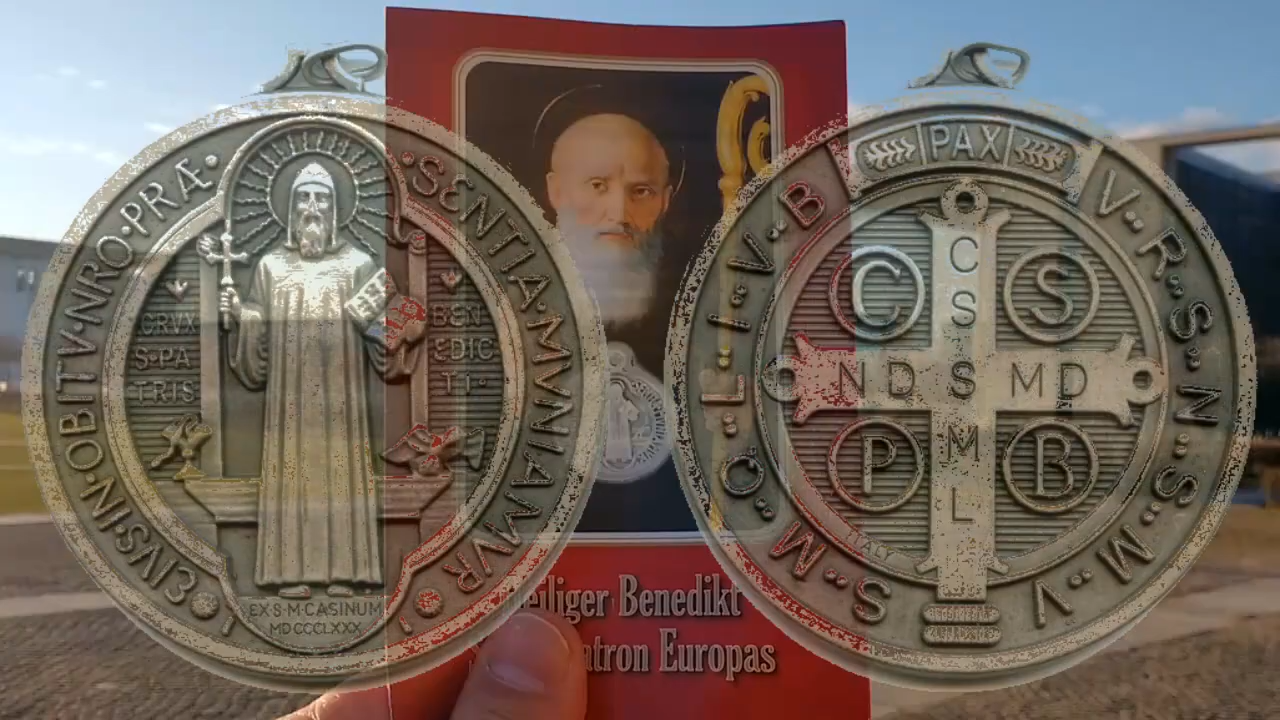 EIVS·IN·OBITV·NRO·PRÆ·SENTIA·MVNIAMVR
CRVX
S·PA
TRIS
BEN
EDIC
TI·
EX S·M·CASINUM
MDCCCLXXX
PAX
V·R·S·N·S·M·V·S·M·Q·L·I·V·B
C S
P B
C
S
N D S M D
M
L
Heiliger Benedikt
Patron Europas